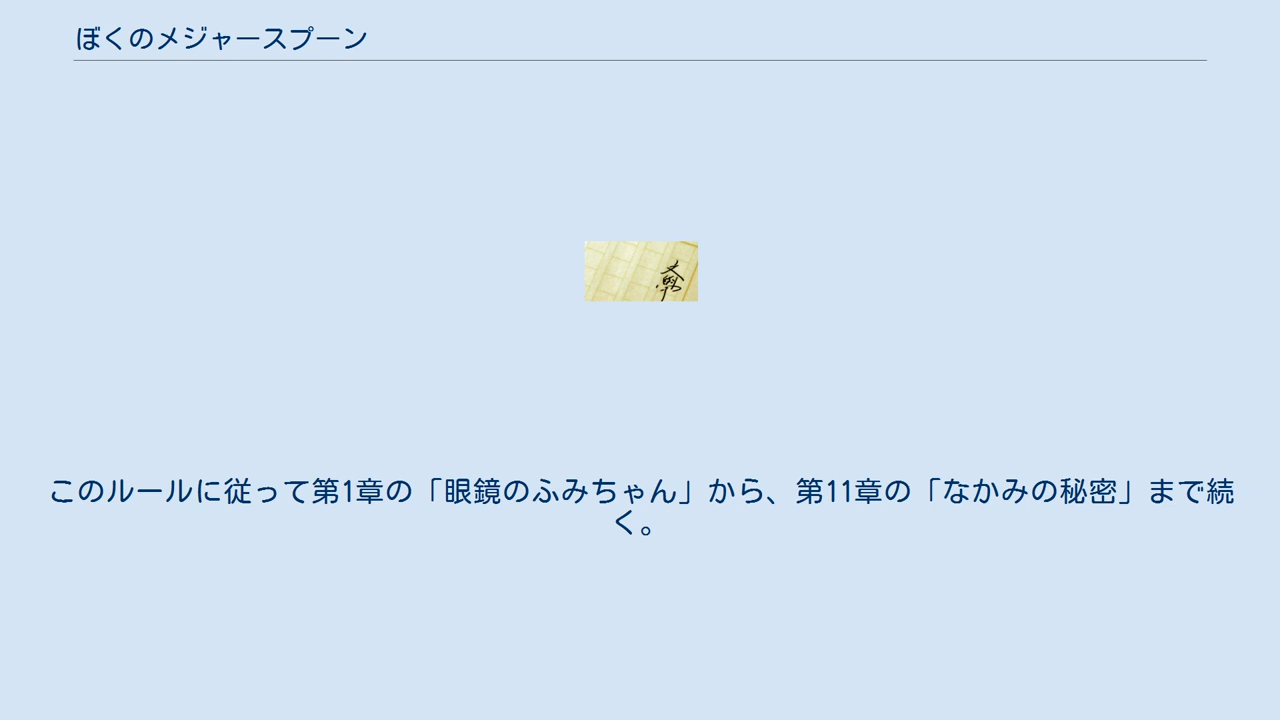 ぼくのメジャースプーン
このルールに従って第1章の「眼鏡のふみちゃん」から、第11章の「なかみの秘密」まで続
く。